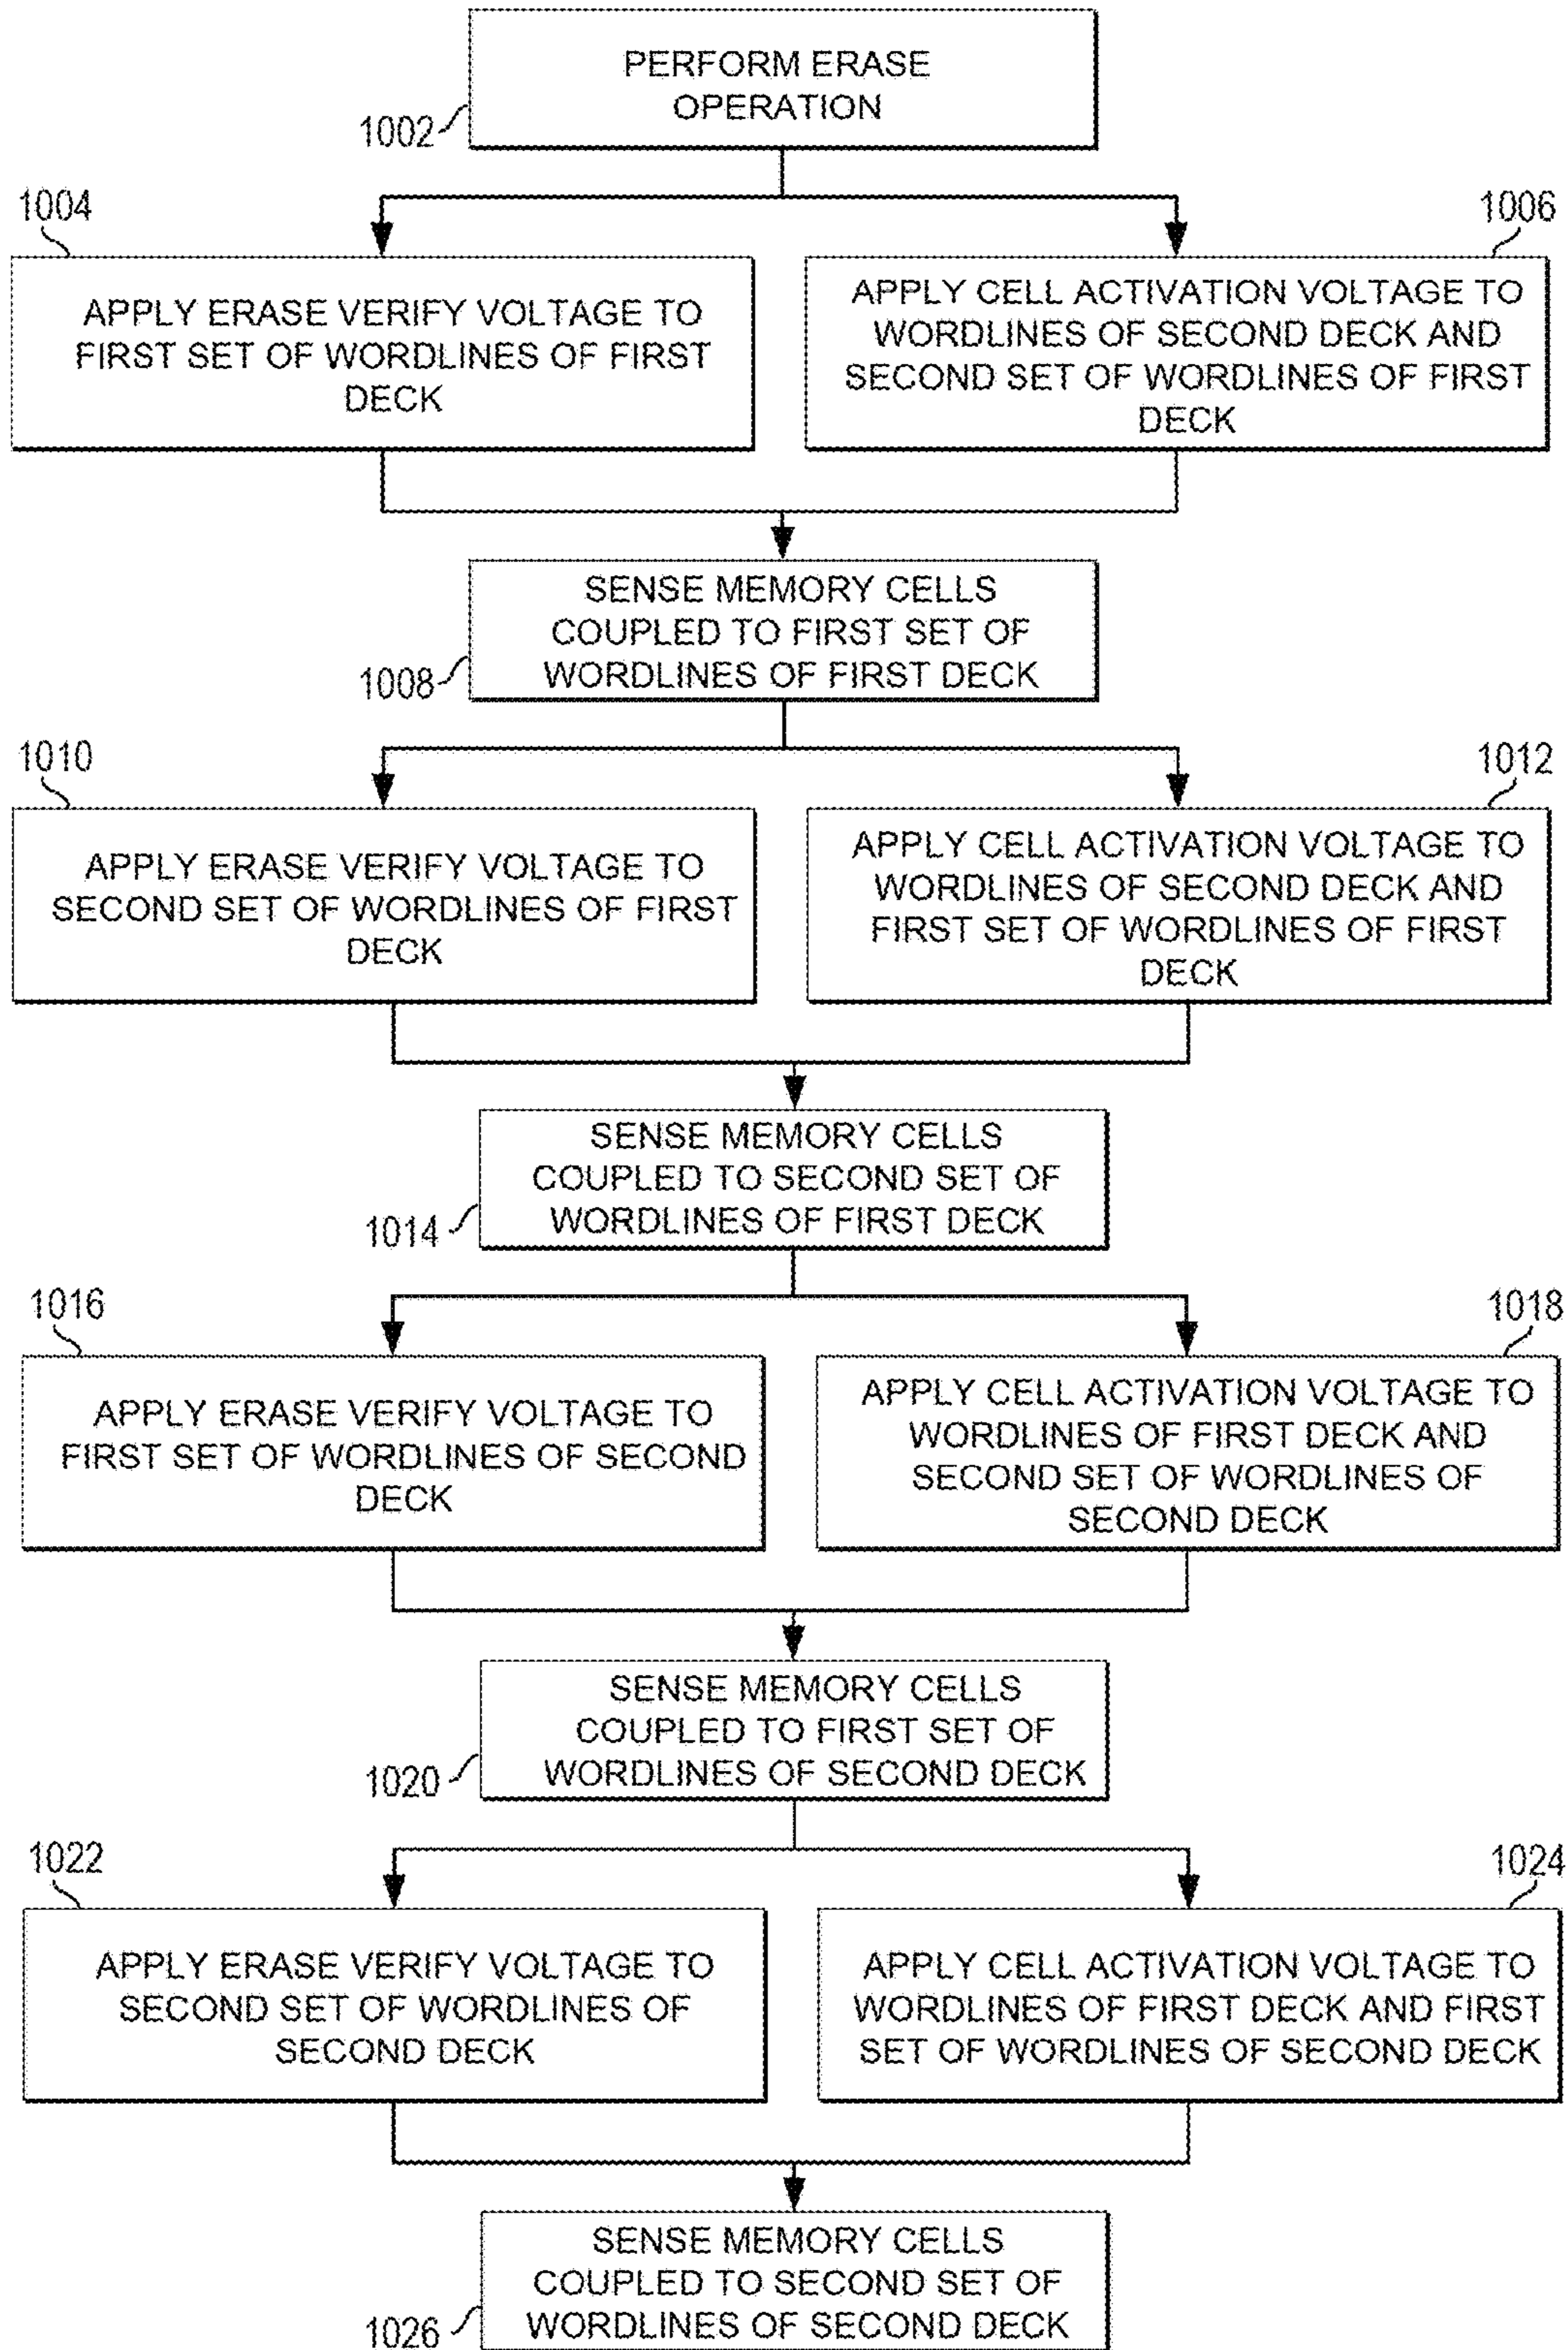 PERFORM ERASE
OPERATION
1002
1004
1006
APPLY ERASE VERIFY VOLTAGE TO
FIRST SET OF WORDLINES OF FIRST
DECK
APPLY CELL ACTIVATION VOLTAGE TO
WORDLINES OF SECOND DECK AND
SECOND SET OF WORDLINES OF FIRST
DECK
SENSE MEMORY CELLS
COUPLED TO FIRST SET OF
WORDLINES OF FIRST DECK
1008
1010
1012
APPLY ERASE VERIFY VOLTAGE TO
SECOND SET OF WORDLINES OF FIRST
DECK
APPLY CELL ACTIVATION VOLTAGE TO
WORDLINES OF SECOND DECK AND
FIRST SET OF WORDLINES OF FIRST
DECK
SENSE MEMORY CELLS
COUPLED TO SECOND SET OF
WORDLINES OF FIRST DECK
1014
1016
1018
APPLY ERASE VERIFY VOLTAGE TO
FIRST SET OF WORDLINES OF SECOND
DECK
APPLY CELL ACTIVATION VOLTAGE TO
WORDLINES OF FIRST DECK AND
SECOND SET OF WORDLINES OF
SECOND DECK
SENSE MEMORY CELLS
COUPLED TO FIRST SET OF
WORDLINES OF SECOND DECK
1020
1022
1024
APPLY ERASE VERIFY VOLTAGE TO
SECOND SET OF WORDLINES OF
SECOND DECK
APPLY CELL ACTIVATION VOLTAGE TO
WORDLINES OF FIRST DECK AND FIRST
SET OF WORDLINES OF SECOND DECK
SENSE MEMORY CELLS
COUPLED TO SECOND SET OF
WORDLINES OF SECOND DECK
1026